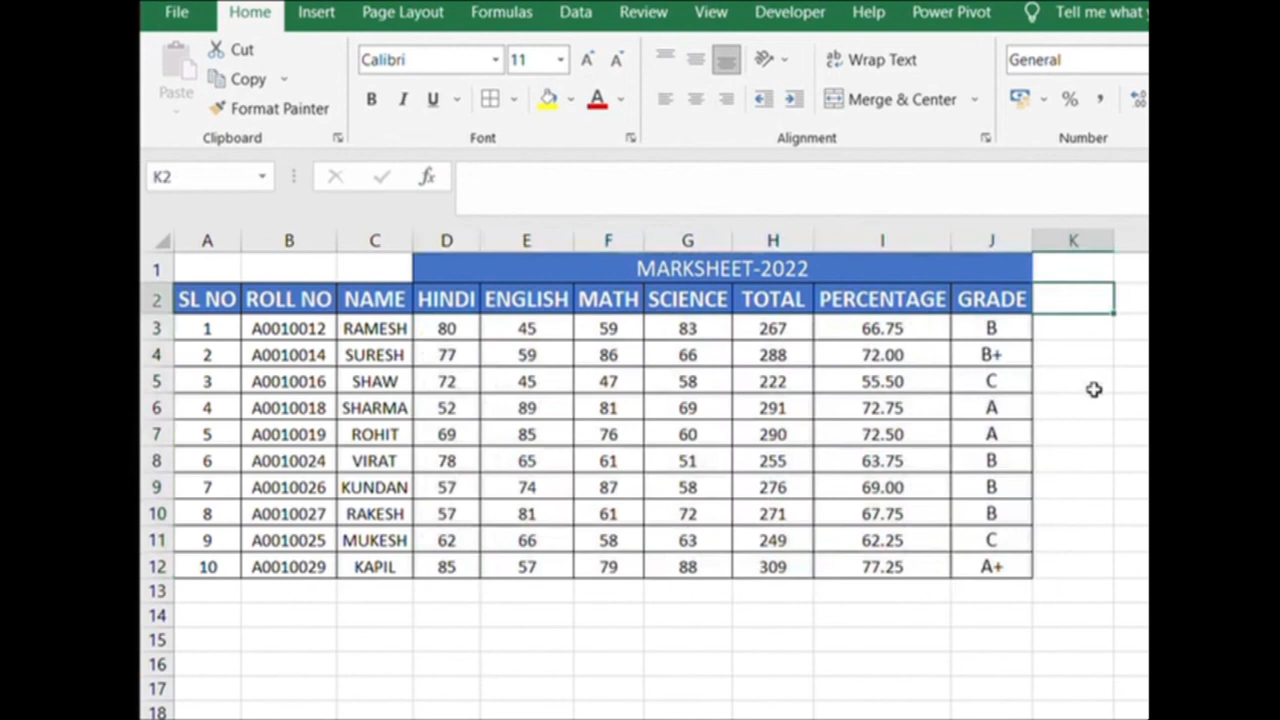 File Home Insert Page Layout Formulas Data Review View Developer Help Power Pivot Tell me what
Cut
Copy
Paste
Format Painter
Calibri 11
B I U A
ab Wrap Text
Merge & Center
General
% ,
Clipboard Font Alignment Number
K2 fx
A B C D E F G H I J K
1 MARKSHEET-2022
2 SL NO ROLL NO NAME HINDI ENGLISH MATH SCIENCE TOTAL PERCENTAGE GRADE
3 1 A0010012 RAMESH 80 45 59 83 267 66.75 B
4 2 A0010014 SURESH 77 59 86 66 288 72.00 B+
5 3 A0010016 SHAW 72 45 47 58 222 55.50 C
6 4 A0010018 SHARMA 52 89 81 69 291 72.75 A
7 5 A0010019 ROHIT 69 85 76 60 290 72.50 A
8 6 A0010024 VIRAT 78 65 61 51 255 63.75 B
9 7 A0010026 KUNDAN 57 74 87 58 276 69.00 B
10 8 A0010027 RAKESH 57 81 61 72 271 67.75 B
11 9 A0010025 MUKESH 62 66 58 63 249 62.25 C
12 10 A0010029 KAPIL 85 57 79 88 309 77.25 A+
13
14
15
16
17
18